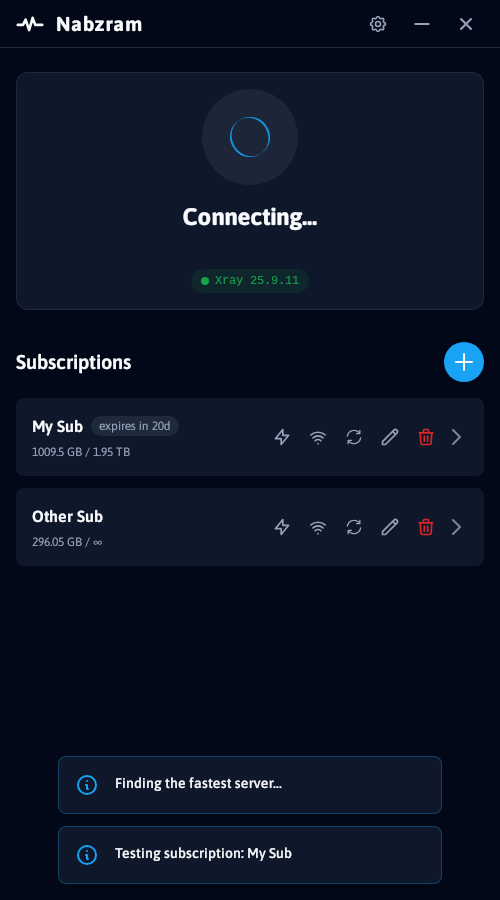 Nabzram
Connecting...
Xray 25.9.11
Subscriptions
My Sub expires in 20d
1009.5 GB / 1.95 TB
Other Sub
296.05 GB / ∞
Finding the fastest server...
Testing subscription: My Sub